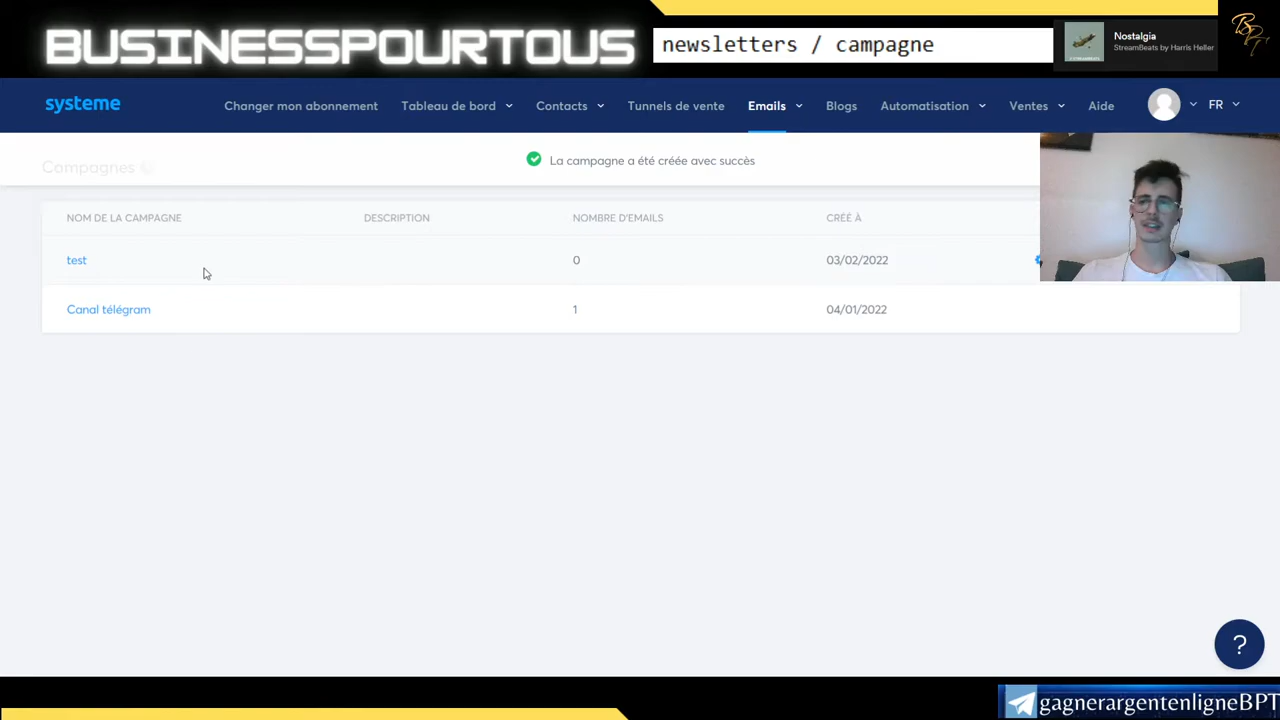 BUSINESSPOURTOUS
newsletters / campagne
Nostalgia
StreamBeats by Harris Heller
systeme
Changer mon abonnement
Tableau de bord
Contacts
Tunnels de vente
Emails
Blogs
Automatisation
Ventes
Aide
FR
Campagnes
La campagne a été créée avec succès
NOM DE LA CAMPAGNE
DESCRIPTION
NOMBRE D'EMAILS
CRÉÉ À
test
0
03/02/2022
Canal télégram
1
04/01/2022
?
gagnerargentenligneBPT